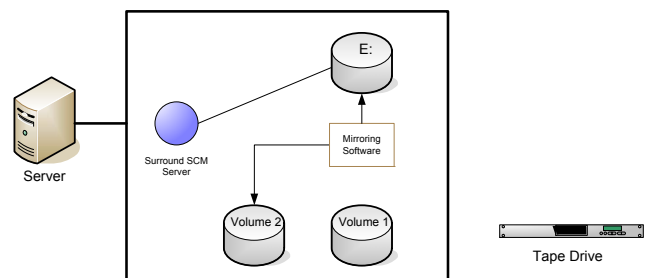 E:
Mirroring
Software
Surround SCM
Server
Server
Volume 2
Volume 1
Tape Drive